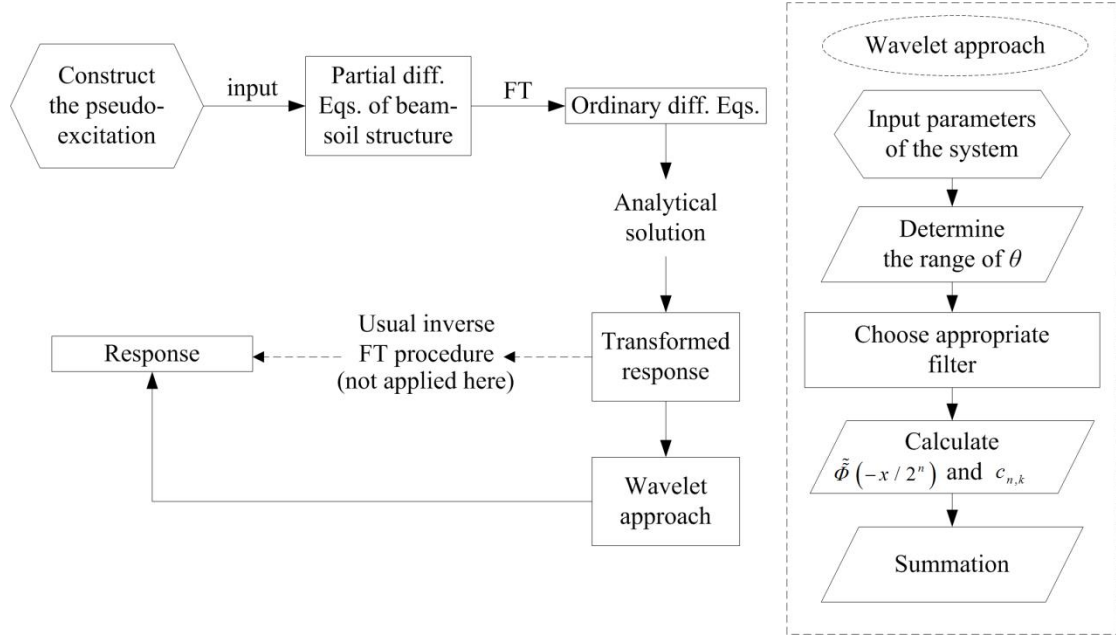 Construct
the pseudo-
excitation
input
Partial diff.
Eqs. of beam-
soil structure
FT
Ordinary diff. Eqs.
Analytical
solution
Transformed
response
Usual inverse
FT procedure
(not applied here)
Response
Wavelet
approach
Wavelet approach
Input parameters
of the system
Determine
the range of θ
Choose appropriate
filter
Calculate
Φ̃̃ (−x / 2ⁿ) and cₙ,ₖ
Summation